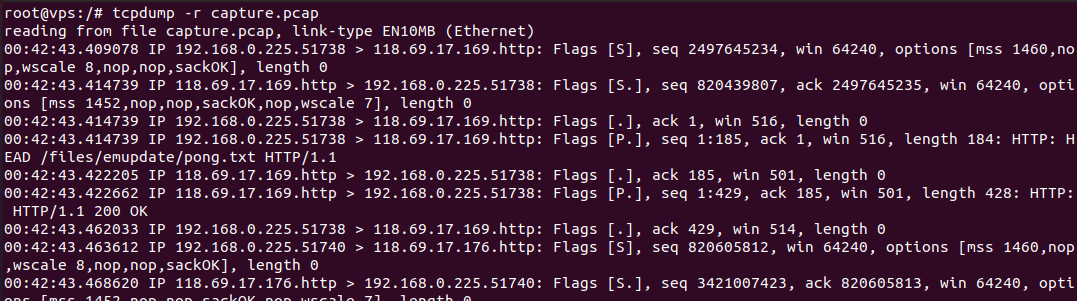 root@vps:/# tcpdump -r capture.pcap
reading from file capture.pcap, link-type EN10MB (Ethernet)
00:42:43.409078 IP 192.168.0.225.51738 > 118.69.17.169.http: Flags [S], seq 2497645234, win 64240, options [mss 1460,no
p,wscale 8,nop,nop,sackOK], length 0
00:42:43.414739 IP 118.69.17.169.http > 192.168.0.225.51738: Flags [S.], seq 820439807, ack 2497645235, win 64240, opti
ons [mss 1452,nop,nop,sackOK,nop,wscale 7], length 0
00:42:43.414739 IP 192.168.0.225.51738 > 118.69.17.169.http: Flags [.], ack 1, win 516, length 0
00:42:43.414739 IP 192.168.0.225.51738 > 118.69.17.169.http: Flags [P.], seq 1:185, ack 1, win 516, length 184: HTTP: H
EAD /files/emupdate/pong.txt HTTP/1.1
00:42:43.422205 IP 118.69.17.169.http > 192.168.0.225.51738: Flags [.], ack 185, win 501, length 0
00:42:43.422662 IP 118.69.17.169.http > 192.168.0.225.51738: Flags [P.], seq 1:429, ack 185, win 501, length 428: HTTP:
 HTTP/1.1 200 OK
00:42:43.462033 IP 192.168.0.225.51738 > 118.69.17.169.http: Flags [.], ack 429, win 514, length 0
00:42:43.463612 IP 192.168.0.225.51740 > 118.69.17.176.http: Flags [S], seq 820605812, win 64240, options [mss 1460,nop
,wscale 8,nop,nop,sackOK], length 0
00:42:43.468620 IP 118.69.17.176.http > 192.168.0.225.51740: Flags [S.], seq 3421007423, ack 820605813, win 64240, opti
ons [mss 1452,nop,nop,sackOK,nop,wscale 7], length 0